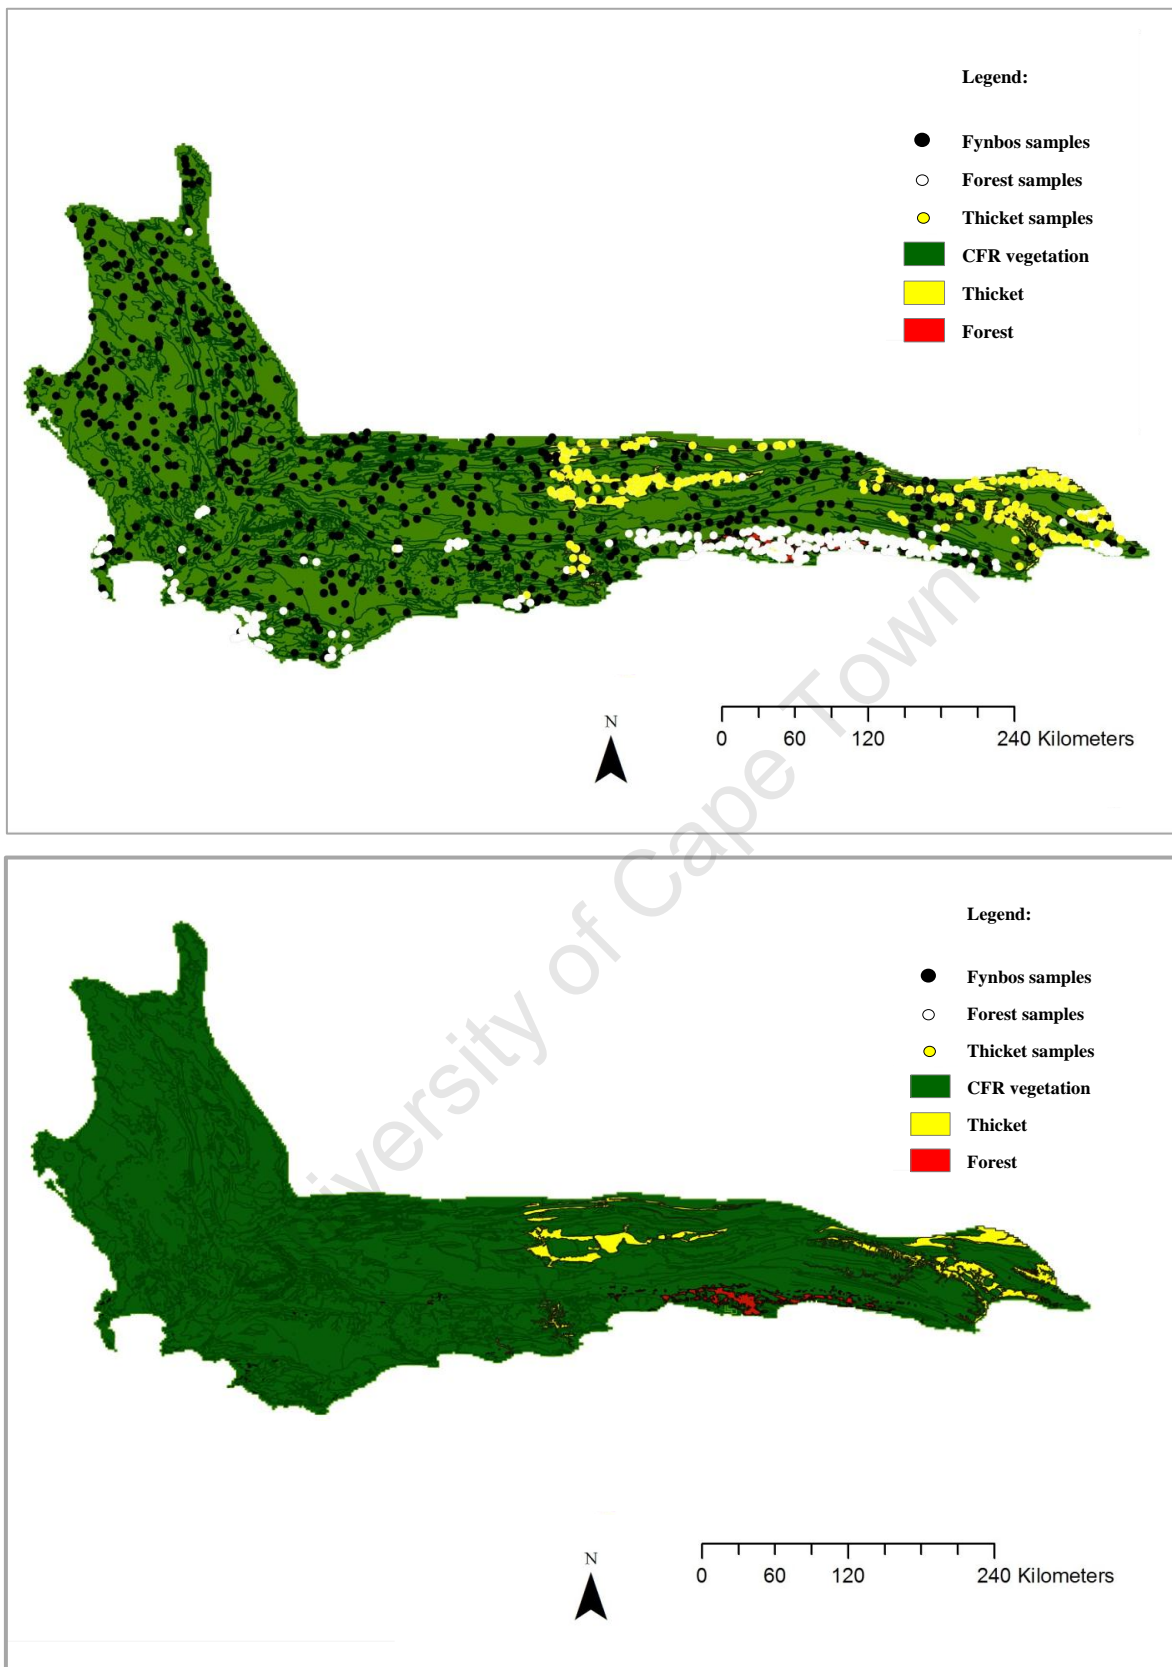 Legend:
Fynbos samples
Forest samples
Thicket samples
CFR vegetation
Thicket
Forest
N
0 60 120 240 Kilometers
University of Cape Town
Legend:
Fynbos samples
Forest samples
Thicket samples
CFR vegetation
Thicket
Forest
N
0 60 120 240 Kilometers